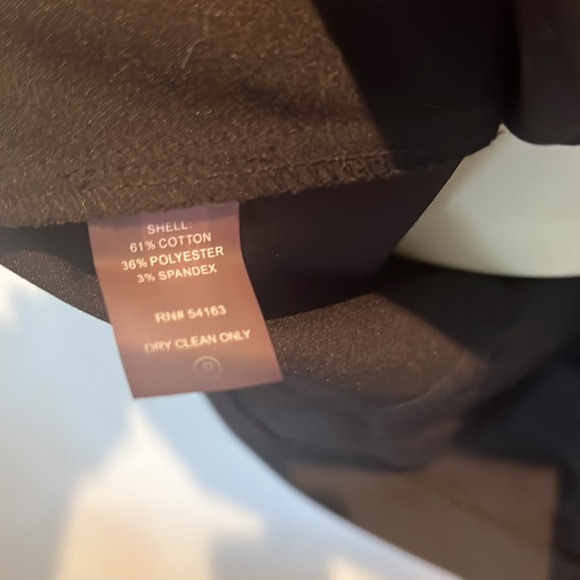 SHELL:
61% COTTON
36% POLYESTER
3% SPANDEX
RN# 54163
DRY CLEAN ONLY
P